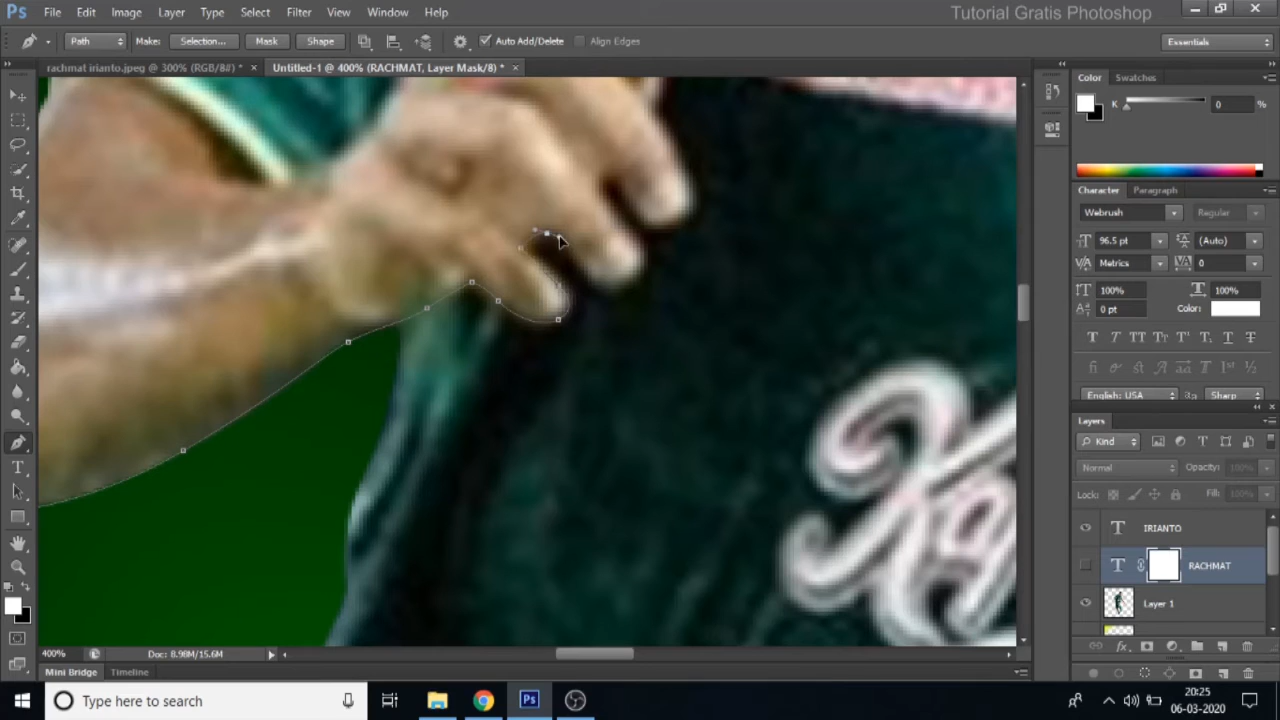 Ps File Edit Image Layer Type Select Filter View Window Help Tutorial Gratis Photoshop
Path Make: Selection... Mask Shape Auto Add/Delete Align Edges Essentials
rachmat irianto.jpeg @ 300% (RGB/8#) * × Untitled-1 @ 400% (RACHMAT, Layer Mask/8) * ×
Color Swatches
K 0 %
Character Paragraph
Webrush Regular
96.5 pt (Auto)
Metrics 0
100% 100%
0 pt Color:
English: USA Sharp
Layers
Kind
Normal Opacity: 100%
Lock: Fill: 100%
IRIANTO
RACHMAT
Layer 1
400% Doc: 8.98M/15.6M
Mini Bridge Timeline
Type here to search
20:25
06-03-2020